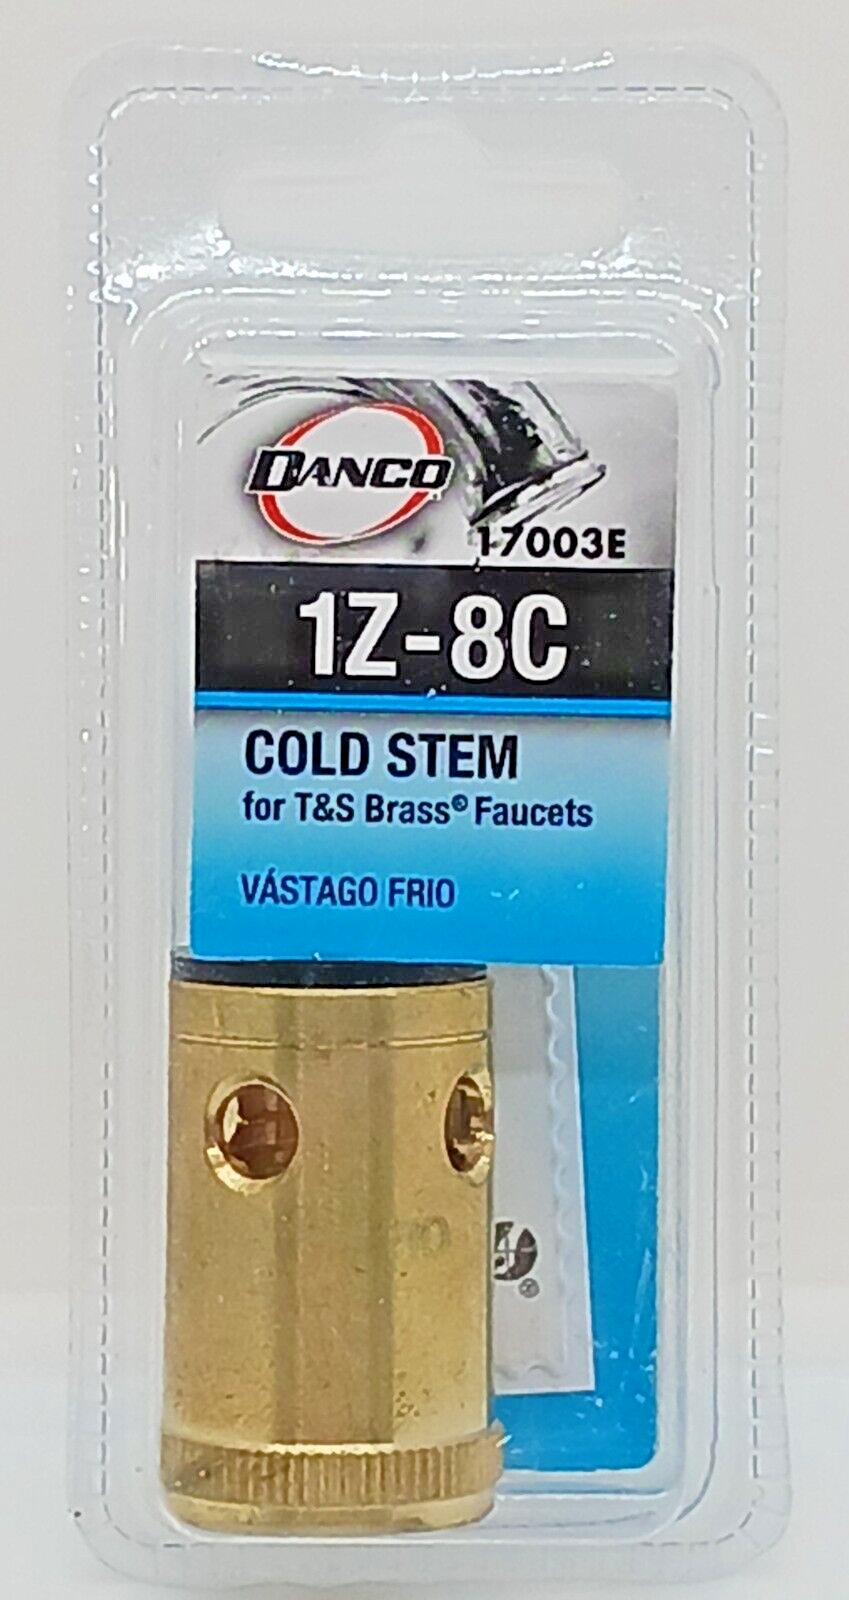 DANCO
17003E
1Z-8C
COLD STEM
for T&S Brass® Faucets
VÁSTAGO FRIO